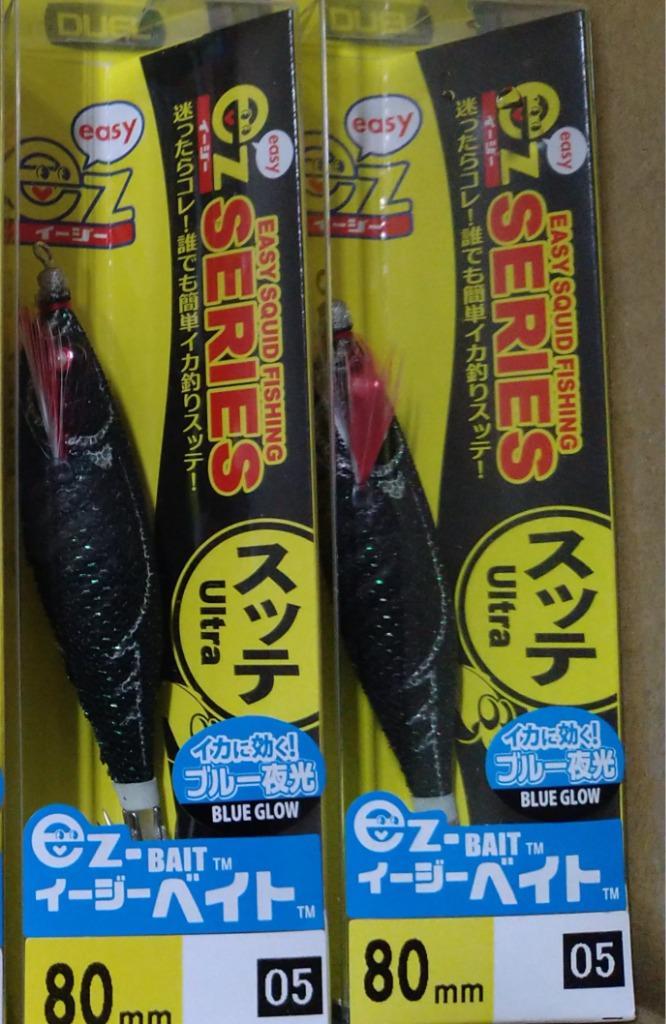 DUEL
easy
ez
イージー
easy
ez
イージー
SERIES
EASY SQUID FISHING
迷ったらコレ!誰でも簡単イカ釣りスッテ!
スッテ
Ultra
イカに効く!
ブルー夜光
BLUE GLOW
ez-BAIT™
イージーベイト™
80mm
05
DUEL
easy
ez
イージー
easy
ez
イージー
SERIES
EASY SQUID FISHING
迷ったらコレ!誰でも簡単イカ釣りスッテ!
スッテ
Ultra
イカに効く!
ブルー夜光
BLUE GLOW
ez-BAIT™
イージーベイト™
80mm
05